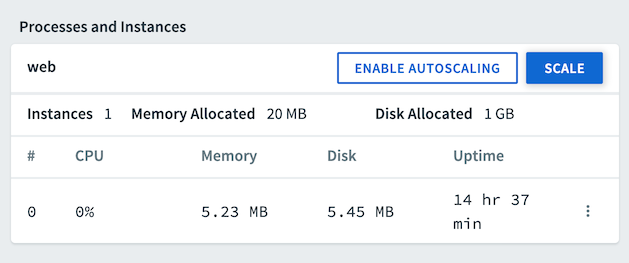 Processes and Instances
web ENABLE AUTOSCALING SCALE
Instances 1 Memory Allocated 20 MB Disk Allocated 1 GB
# CPU Memory Disk Uptime
0 0% 5.23 MB 5.45 MB 14 hr 37
min